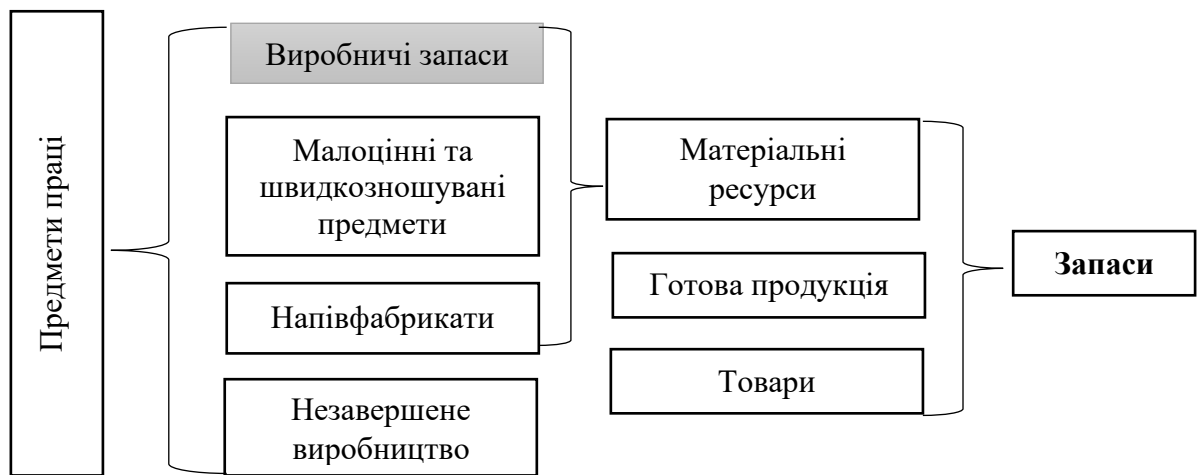 Предмети праці
Виробничі запаси
Малоцінні та
швидкозношувані
предмети
Напівфабрикати
Незавершене
виробництво
Матеріальні
ресурси
Готова продукція
Товари
Запаси